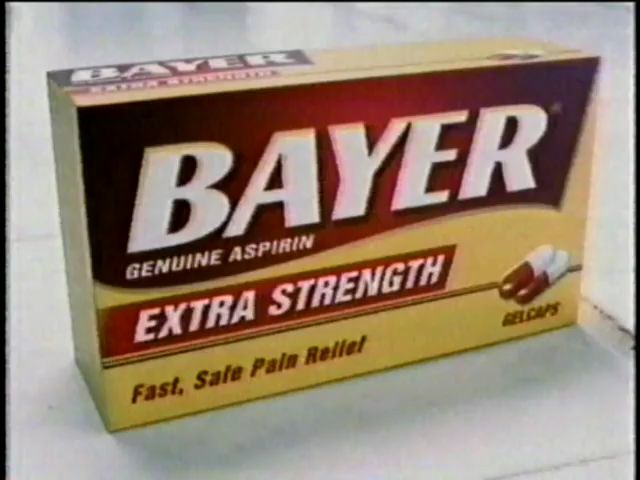 BAYER
EXTRA STRENGTH
BAYER
GENUINE ASPIRIN
EXTRA STRENGTH
GELCAPS
Fast, Safe Pain Relief